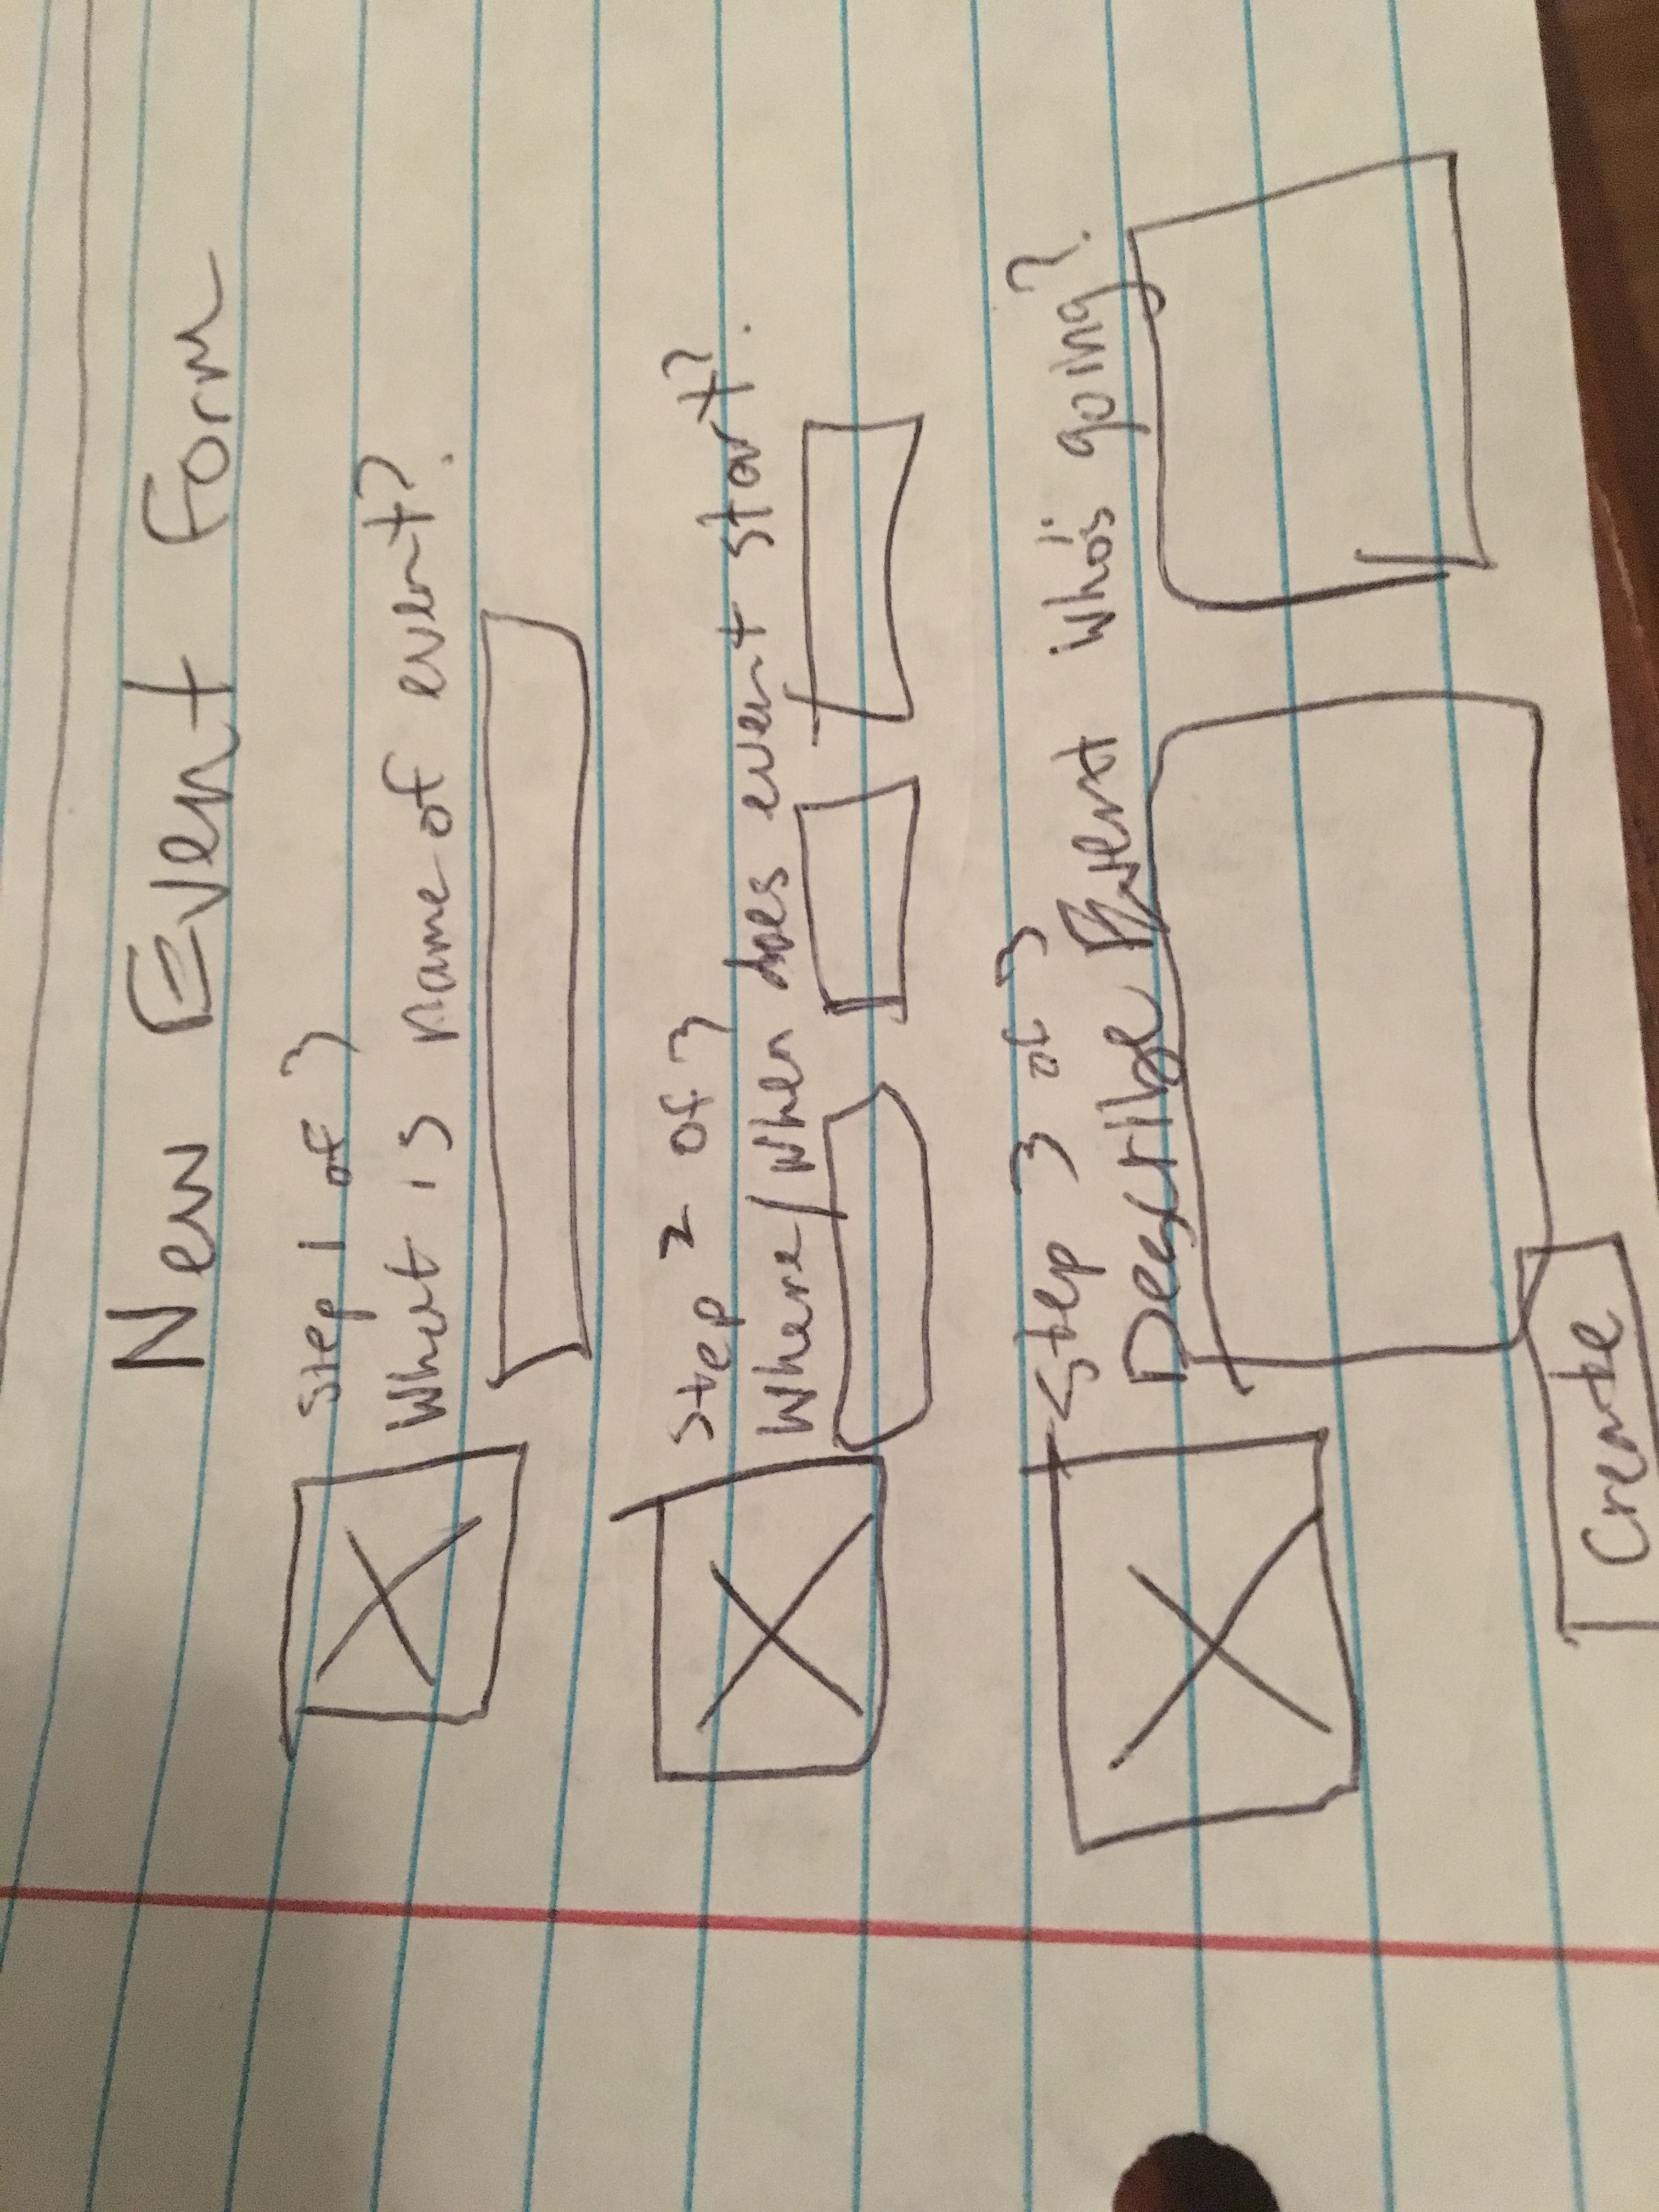 New Event Form
Step 1 of 3
What is name of event?
Step 2 of 3
Where/when does event start?
Step 3 of 3
Describe Event Who's going?
Create